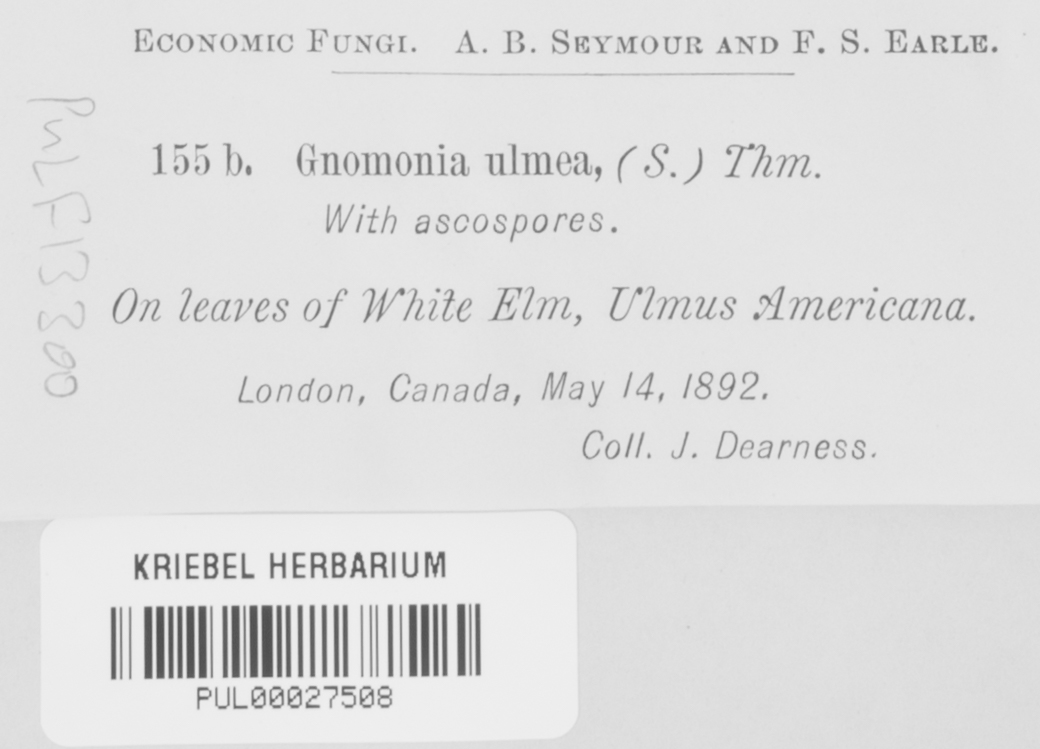 ECONOMIC FUNGI. A. B. SEYMOUR AND F. S. EARLE.
155 b. Gnomonia ulmea, (S.) Thm.
With ascospores.
On leaves of White Elm, Ulmus Americana.
London, Canada, May 14, 1892.
Coll. J. Dearness.
PUL F13300
KRIEBEL HERBARIUM
PUL00027508